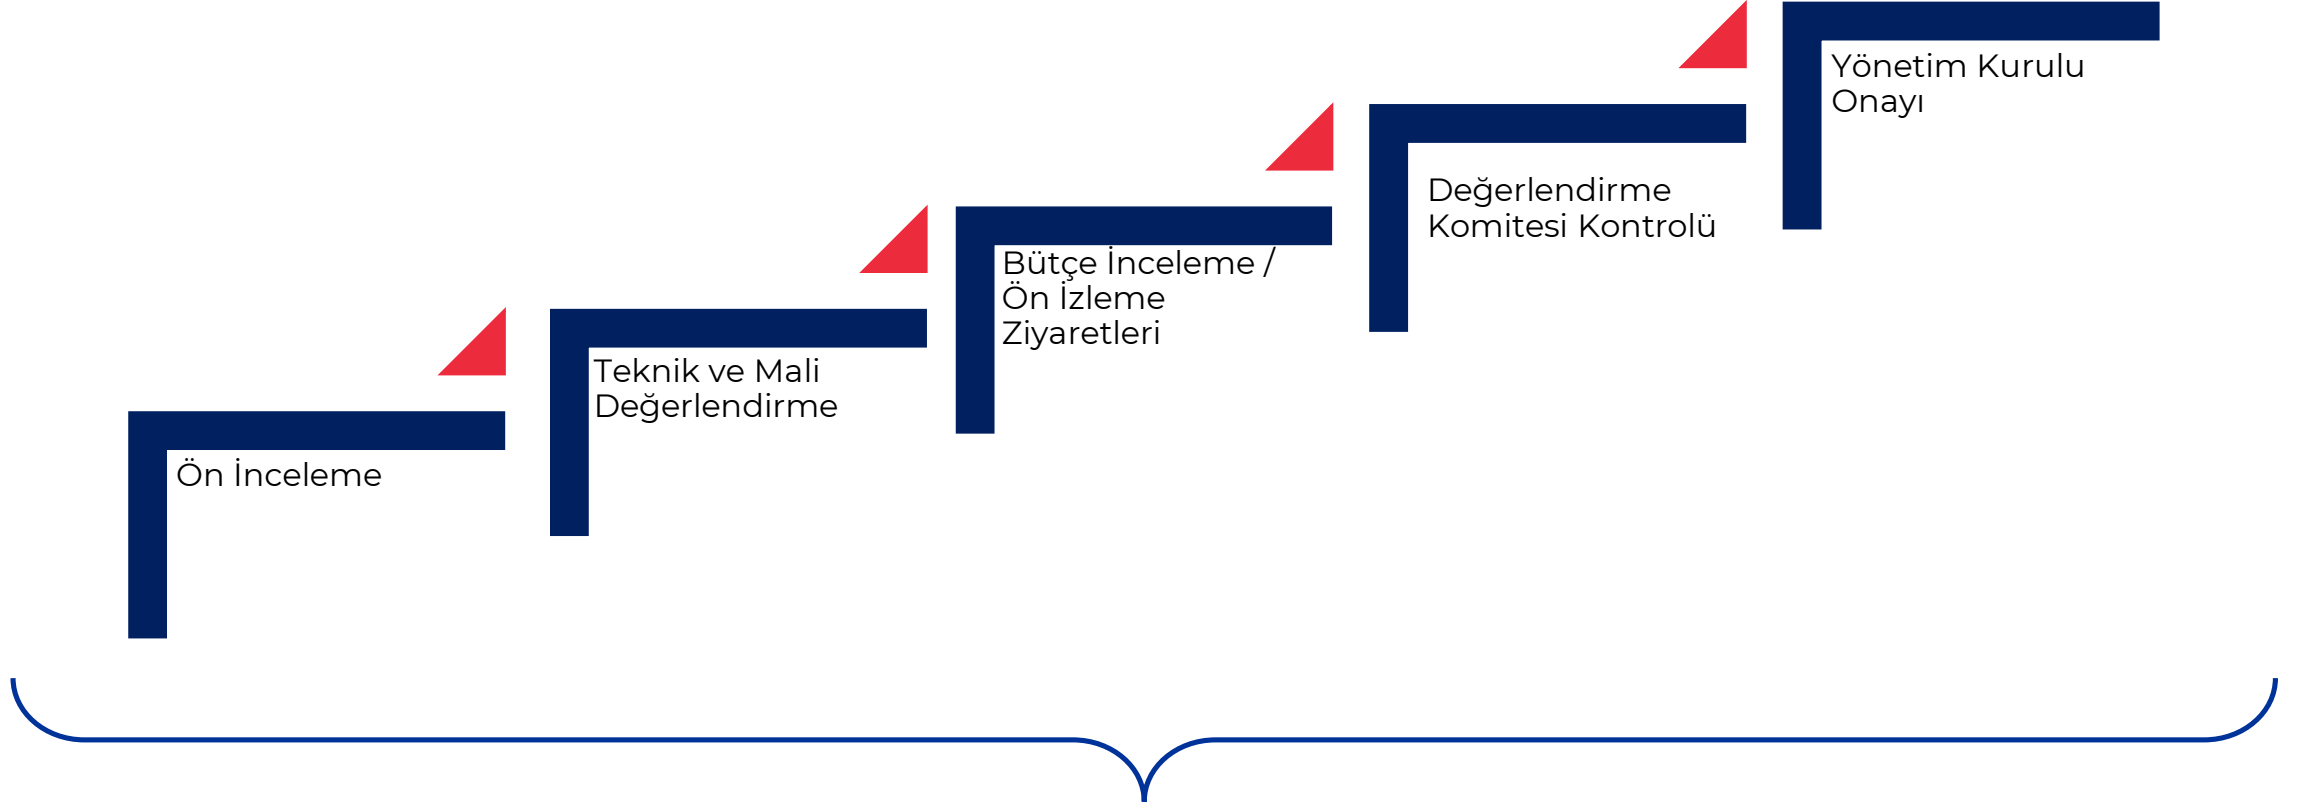 Ön İnceleme
Teknik ve Mali
Değerlendirme
Bütçe İnceleme /
Ön İzleme
Ziyaretleri
Değerlendirme
Komitesi Kontrolü
Yönetim Kurulu
Onayı